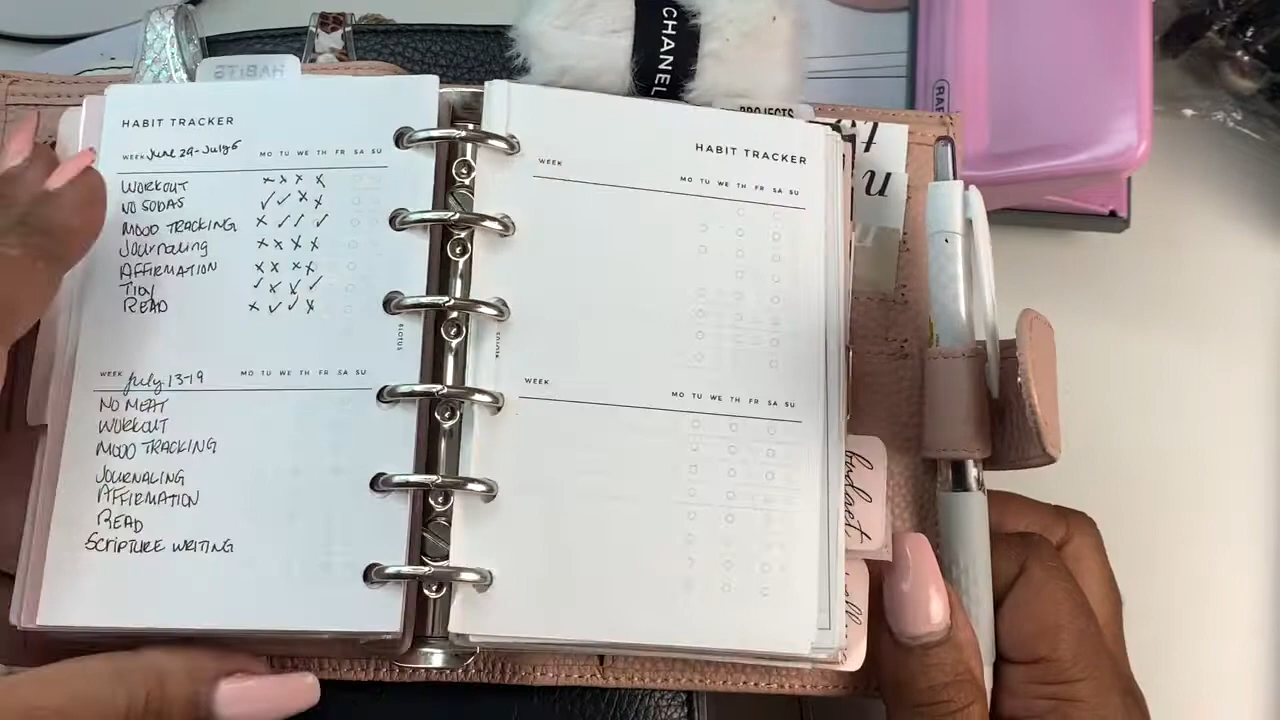 CHANEL
HABITS
PROJECTS
HABIT TRACKER
WEEK June 29-July 5 MO TU WE TH FR SA SU
WORKOUT x x x x
NO SODAS ✓ ✓ x x
MOOD TRACKING x ✓ ✓ ✓
Journaling x x x x
AFFIRMATION x x x x
Tidy ✓ x ✓ ✓
READ x ✓ ✓ x
WEEK July 13-19 MO TU WE TH FR SA SU
NO MEAT
WORKOUT
MOOD TRACKING
JOURNALING
AFFIRMATION
READ
SCRIPTURE WRITING
HABIT TRACKER
WEEK MO TU WE TH FR SA SU
WEEK MO TU WE TH FR SA SU
budget